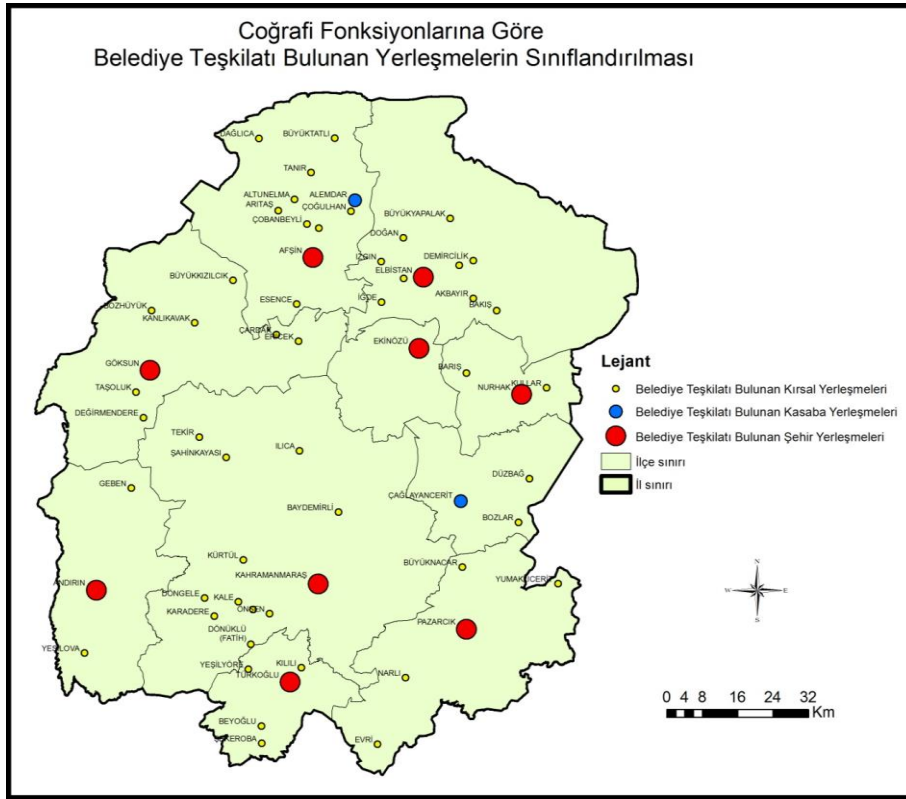 Coğrafi Fonksiyonlarına Göre
Belediye Teşkilatı Bulunan Yerleşmelerin Sınıflandırılması
DAĞLICA
BÜYÜKTATLI
TANIR
ALTUNELMA
ALEMDAR
ARITAŞ
ÇOĞULHAN
ÇOBANBEYLİ
BÜYÜKYAPALAK
DOĞAN
AFŞİN
IZGIN
DEMİRCİLİK
ELBİSTAN
BÜYÜKKIZILCIK
ESENCE
İĞDE
AKBAYIR
BAKIŞ
BOZHÜYÜK
KANLIKAVAK
ÇARDAK
ERİCEK
EKİNÖZÜ
GÖKSUN
BARIŞ
NURHAK
KULLAR
TAŞOLUK
DEĞİRMENDERE
TEKİR
ŞAHİNKAYASI
ILICA
GEBEN
DÜZBAĞ
ÇAĞLAYANCERİT
BAYDEMİRLİ
BOZLAR
KÜRTÜL
BÜYÜKNACAR
KAHRAMANMARAŞ
YUMAKLICERİT
ANDIRIN
DÖNGELE
KALE
KARADERE
ÖNSEN
PAZARCIK
DÖNÜKLÜ
(FATİH)
YEŞİLOVA
YEŞİLYÖRE
KILILI
TÜRKOĞLU
NARLI
BEYOĞLU
ŞEKEROBA
EVRİ
Lejant
Belediye Teşkilatı Bulunan Kırsal Yerleşmeleri
Belediye Teşkilatı Bulunan Kasaba Yerleşmeleri
Belediye Teşkilatı Bulunan Şehir Yerleşmeleri
İlçe sınırı
İl sınırı
N
W E
S
0 4 8 16 24 32
Km